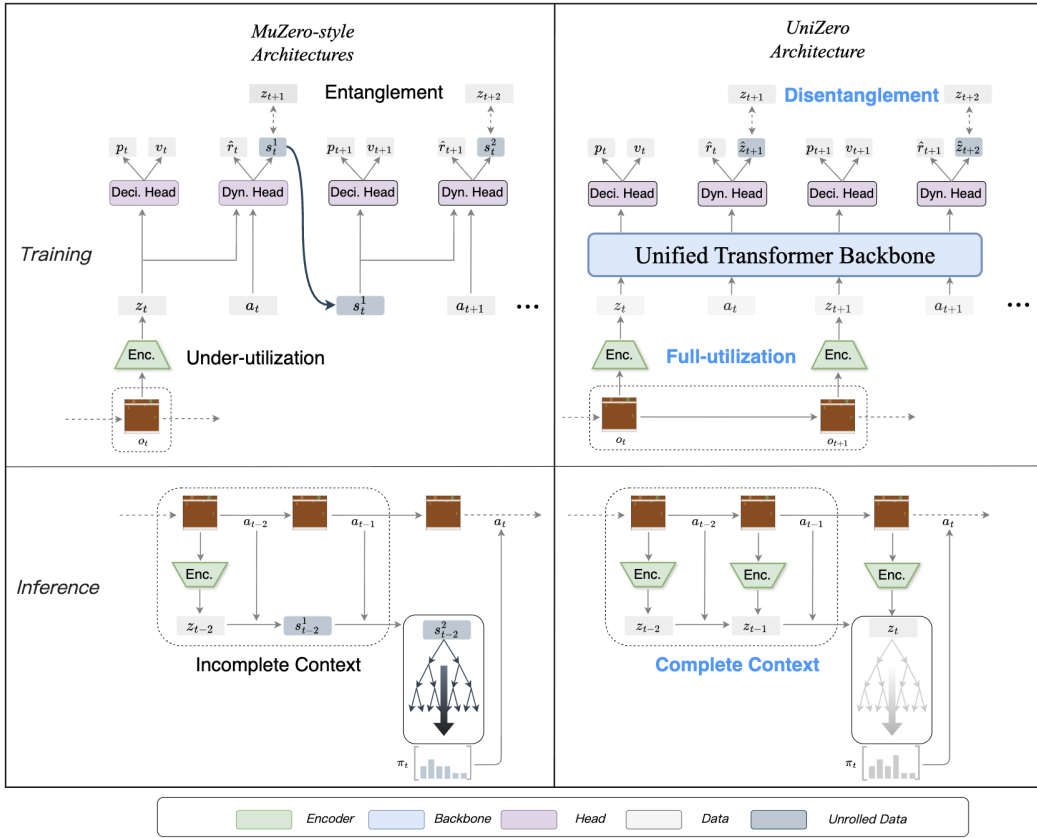 MuZero-style
Architectures
z_{t+1}
Entanglement
z_{t+2}
p_t v_t \hat{r}_t s_t^1 p_{t+1} v_{t+1} \hat{r}_{t+1} s_t^2
Deci. Head Dyn. Head Deci. Head Dyn. Head
Training
z_t a_t s_t^1 a_{t+1} •••
Enc.
Under-utilization
o_t
UniZero
Architecture
z_{t+1}
Disentanglement
z_{t+2}
p_t v_t \hat{r}_t \hat{z}_{t+1} p_{t+1} v_{t+1} \hat{r}_{t+1} \hat{z}_{t+2}
Deci. Head Dyn. Head Deci. Head Dyn. Head
Unified Transformer Backbone
z_t a_t z_{t+1} a_{t+1} •••
Enc. Full-utilization Enc.
o_t o_{t+1}
Inference
a_{t-2} a_{t-1} a_t
Enc.
z_{t-2} s_{t-2}^1 s_{t-2}^2
Incomplete Context
π_t
a_{t-2} a_{t-1} a_t
Enc. Enc. Enc.
z_{t-2} z_{t-1} z_t
Complete Context
π_t
Encoder Backbone Head Data Unrolled Data